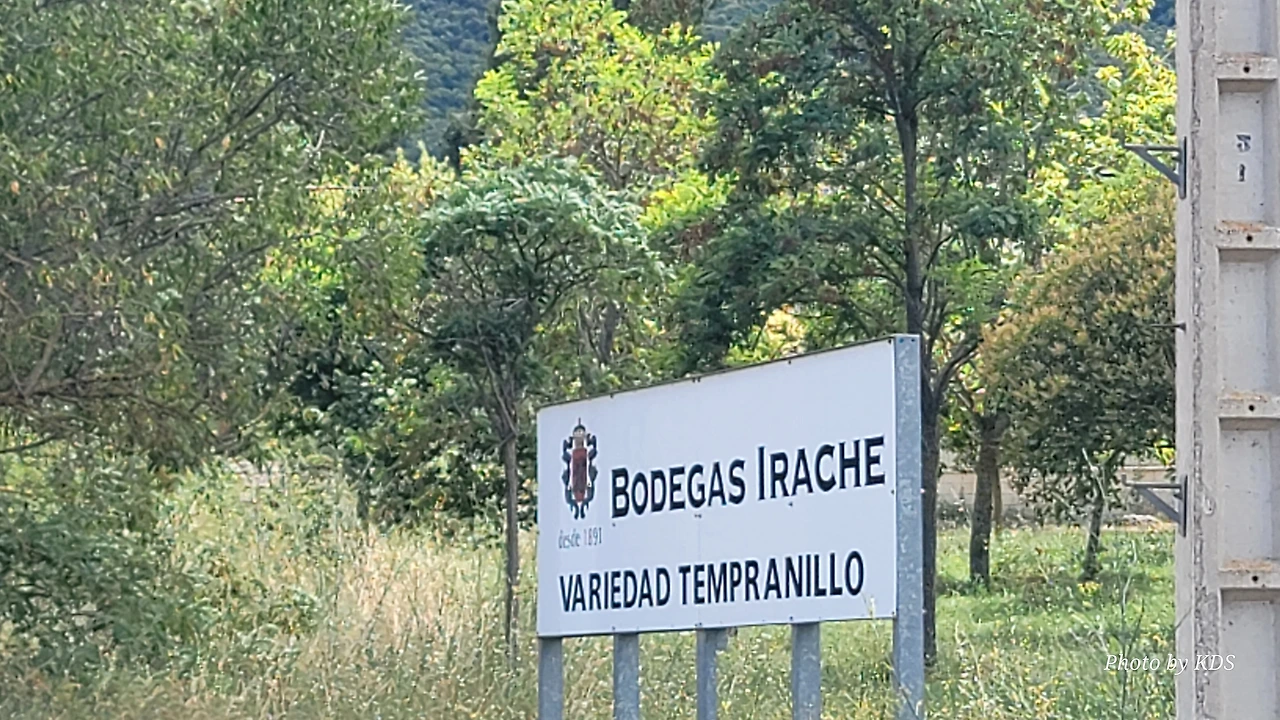 BODEGAS IRACHE
desde 1891
VARIEDAD TEMPRANILLO
Photo by KDS